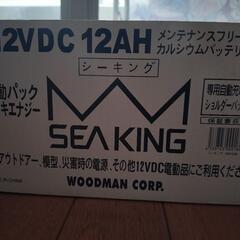 12VDC 12AH
メンテナンスフリー
カルシウムバッテリ
シーキング
動パック
キエナジー
専用自動充
ショルダーバ
保証書在
SEA KING
アウトドアー、模型、災害時の電源、その他12VDC電動品にご利用くださ
WOODMAN CORP.